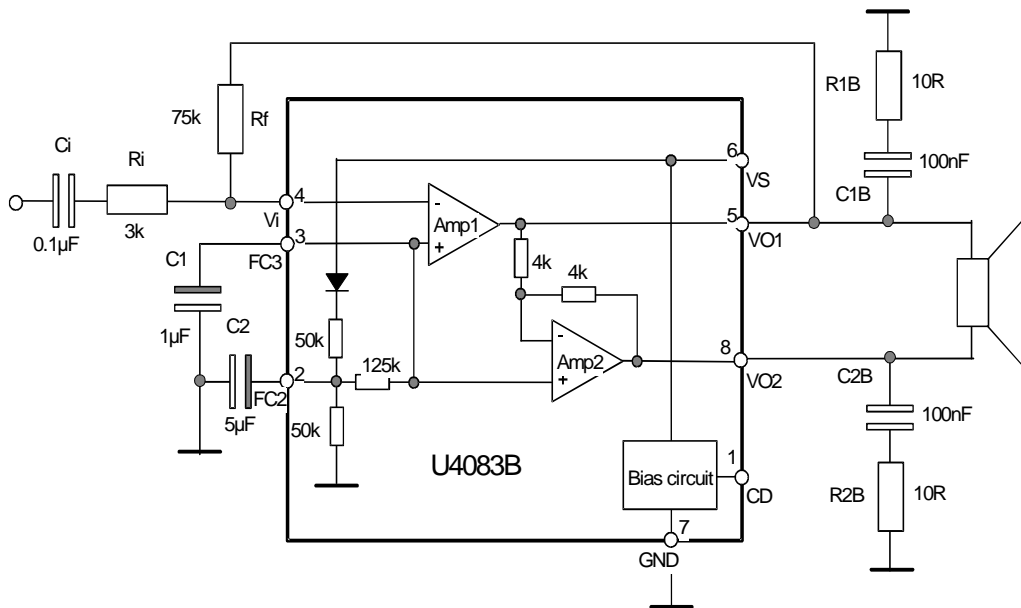 R1B
10R
75k
Rf
Ci
Ri
6
100nF
VS
C1B
4
-
5
Vi
Amp1
VO1
0.1µF
3k
3
+
4k
C1
FC3
4k
50k
-
1µF
C2
Amp2
8
125k
C2B
2
+
VO2
FC2
100nF
5µF
50k
U4083B
1
Bias circuit
R2B
10R
CD
7
GND